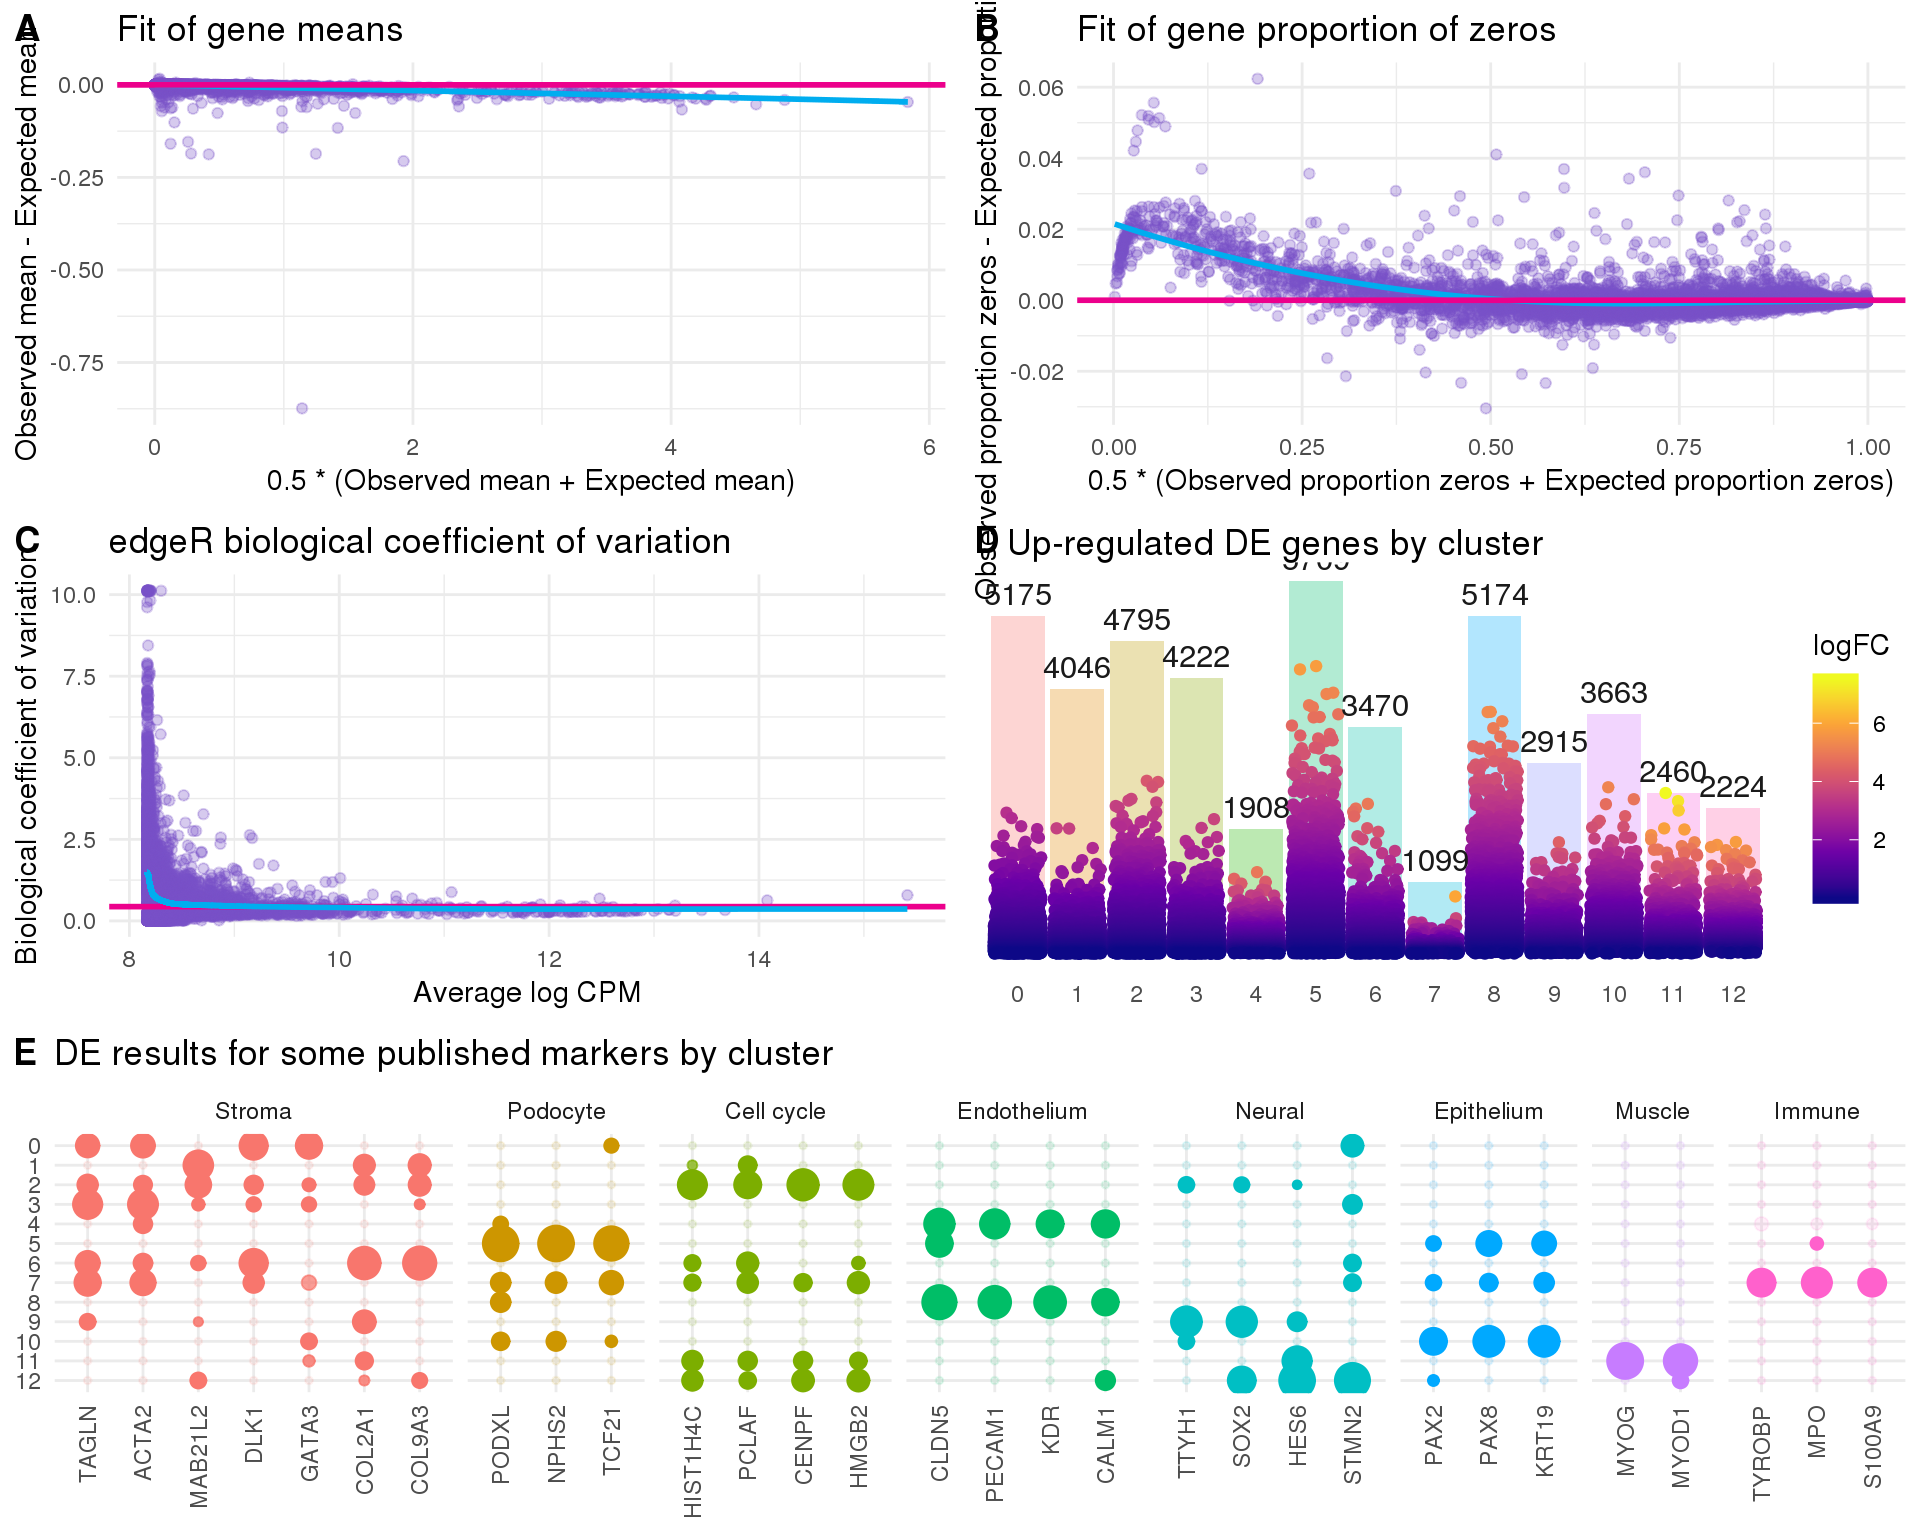 A Fit of gene means
Observed mean - Expected mean
0.00
-0.25
-0.50
-0.75
0 2 4 6
0.5 * (Observed mean + Expected mean)
B Fit of gene proportion of zeros
Observed proportion zeros - Expected
0.06
0.04
0.02
0.00
-0.02
0.00 0.25 0.50 0.75 1.00
0.5 * (Observed proportion zeros + Expected proportion zeros)
C edgeR biological coefficient of variation
Biological coefficient of variation
10.0
7.5
5.0
2.5
0.0
8 10 12 14
Average log CPM
D Up-regulated DE genes by cluster
5175 4046 4795 4222 1908 3470 1099 5174 2915 3663 2460 2224
0 1 2 3 4 5 6 7 8 9 10 11 12
logFC
6
4
2
E DE results for some published markers by cluster
Stroma Podocyte Cell cycle Endothelium Neural Epithelium Muscle Immune
0
1
2
3
4
5
6
7
8
9
10
11
12
TAGLN ACTA2 MAB21L2 DLK1 GATA3 COL2A1 COL9A3 PODXL NPHS2 TCF21 HIST1H4C PCLAF CENPF HMGB2 CLDN5 PECAM1 KDR CALM1 TTYH1 SOX2 HES6 STMN2 PAX2 PAX8 KRT19 MYOG MYOD1 TYROBP MPO S100A9